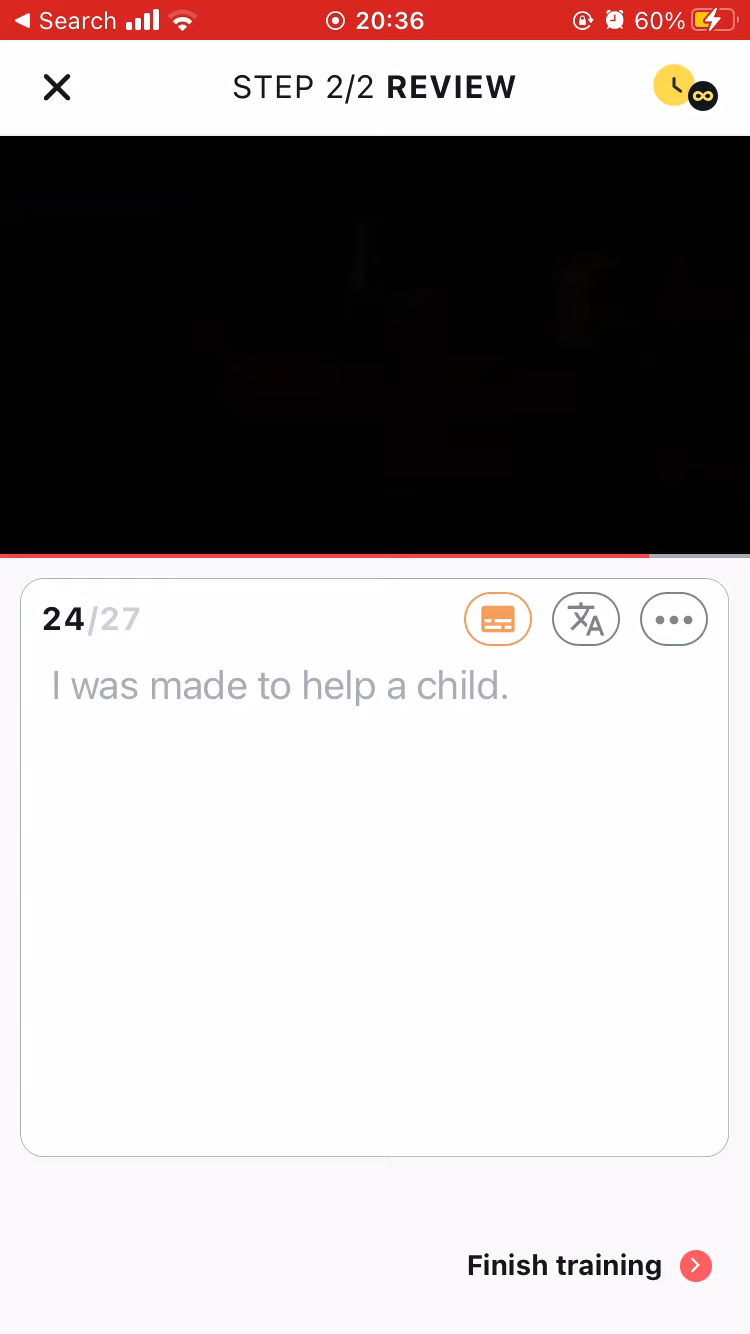 Search
20:36
60%
STEP 2/2 REVIEW
24/27
I was made to help a child.
Finish training